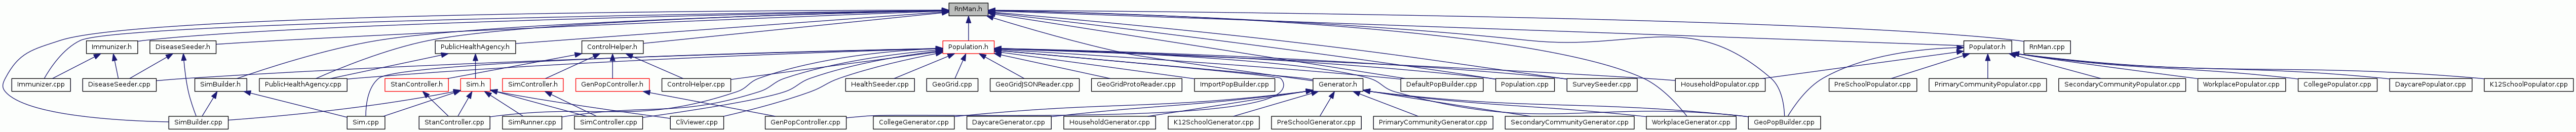 RnMan.h
Immunizer.h
DiseaseSeeder.h
PublicHealthAgency.h
ControlHelper.h
Population.h
Populator.h
RnMan.cpp
Immunizer.cpp
DiseaseSeeder.cpp
SimBuilder.h
PublicHealthAgency.cpp
StanController.h
Sim.h
SimController.h
GenPopController.h
ControlHelper.cpp
HealthSeeder.cpp
GeoGrid.cpp
GeoGridJSONReader.cpp
GeoGridProtoReader.cpp
ImportPopBuilder.cpp
Generator.h
DefaultPopBuilder.cpp
Population.cpp
SurveySeeder.cpp
HouseholdPopulator.cpp
PreSchoolPopulator.cpp
PrimaryCommunityPopulator.cpp
SecondaryCommunityPopulator.cpp
WorkplacePopulator.cpp
CollegePopulator.cpp
DaycarePopulator.cpp
K12SchoolPopulator.cpp
SimBuilder.cpp
Sim.cpp
StanController.cpp
SimRunner.cpp
SimController.cpp
CliViewer.cpp
GenPopController.cpp
CollegeGenerator.cpp
DaycareGenerator.cpp
HouseholdGenerator.cpp
K12SchoolGenerator.cpp
PreSchoolGenerator.cpp
PrimaryCommunityGenerator.cpp
SecondaryCommunityGenerator.cpp
WorkplaceGenerator.cpp
GeoPopBuilder.cpp